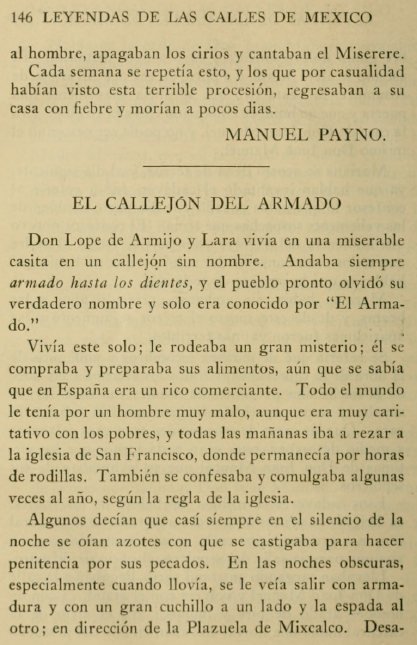 146 LEYENDAS DE LAS CALLES DE MEXICO
al hombre, apagaban los cirios y cantaban el Miserere.
Cada semana se repetía esto, y los que por casualidad
habían visto esta terrible procesión, regresaban a su
casa con fiebre y morían a pocos dias.
MANUEL PAYNO.
EL CALLEJÓN DEL ARMADO
Don Lope de Armijo y Lara vivía en una miserable
casita en un callejón sin nombre. Andaba siempre
armado hasta los dientes, y el pueblo pronto olvidó su
verdadero nombre y solo era conocido por “El Arma-
do.”
Vivía este solo; le rodeaba un gran misterio; él se
compraba y preparaba sus alimentos, aún que se sabía
que en España era un rico comerciante. Todo el mundo
le tenía por un hombre muy malo, aunque era muy cari-
tativo con los pobres, y todas las mañanas iba a rezar a
la iglesia de San Francisco, donde permanecía por horas
de rodillas. También se confesaba y comulgaba algunas
veces al año, según la regla de la iglesia.
Algunos decían que casí siempre en el silencio de la
noche se oían azotes con que se castigaba para hacer
penitencia por sus pecados. En las noches obscuras,
especialmente cuando llovía, se le veía salir con arma-
dura y con un gran cuchillo a un lado y la espada al
otro; en dirección de la Plazuela de Mixcalco. Desa-